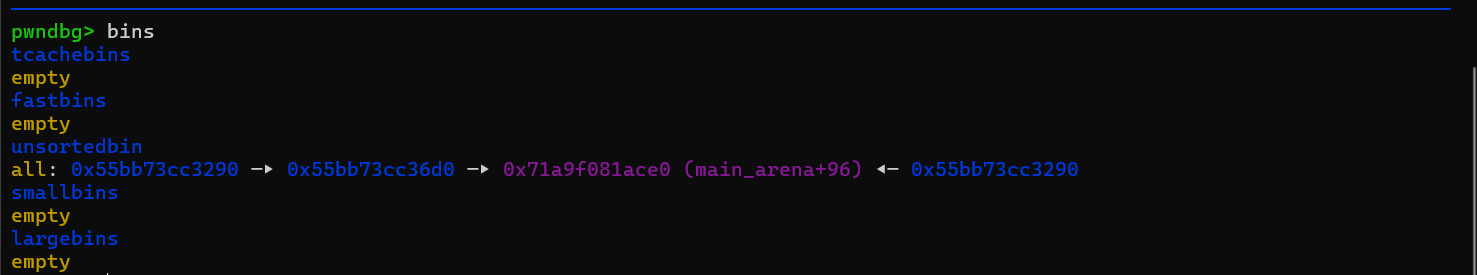 pwndbg> bins
tcachebins
empty
fastbins
empty
unsortedbin
all: 0x55bb73cc3290 —▸ 0x55bb73cc36d0 —▸ 0x71a9f081ace0 (main_arena+96) ◂— 0x55bb73cc3290
smallbins
empty
largebins
empty